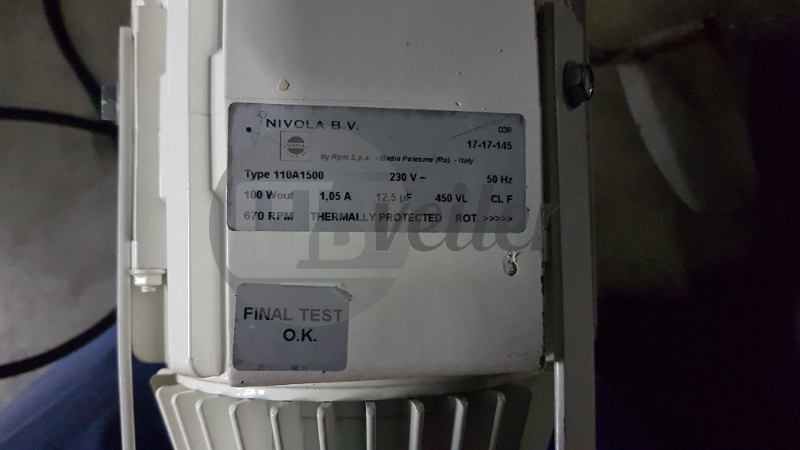 NIVOLA B.V.
038
17-17-145
by Rpm S.p.a - Badia Polesine (Ro) - Italy
Type 110A1500 230 V ~ 50 Hz
100 Wout 1,05 A 12,5 µF 450 VL CL F
670 RPM THERMALLY PROTECTED ROT. >>>>>
veiler
FINAL TEST
O.K.